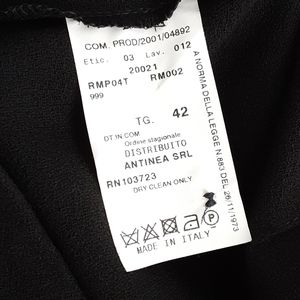 COM. PROD/2001/04892
Etic. 03 Lav. 012
20021
RMP04T RM002
999
TG. 42
DT IN COM
Ordine stagionale
DISTRIBUITO
ANTINEA SRL
RN103723
DRY CLEAN ONLY
P
MADE IN ITALY
A NORMA DELLA LEGGE N.883 DEL 26/11/1973